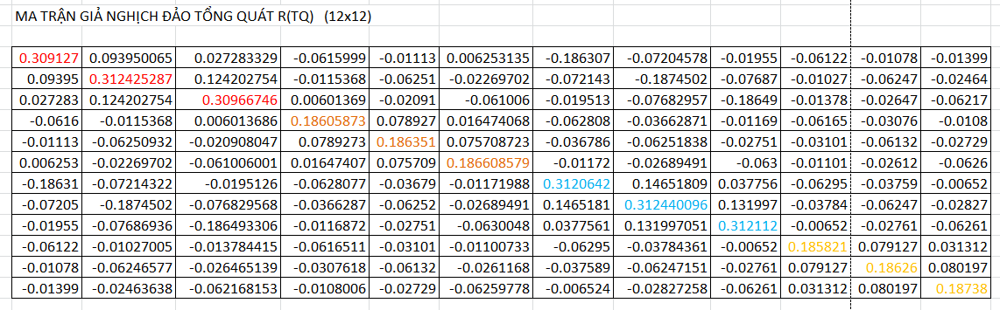 MA TRẬN GIẢ NGHỊCH ĐẢO TỔNG QUÁT R(TQ) (12x12)
0.309127 0.093950065 0.027283329 -0.0615999 -0.01113 0.006253135 -0.186307 -0.07204578 -0.01955 -0.06122 -0.01078 -0.01399
0.09395 0.312425287 0.124202754 -0.0115368 -0.06251 -0.02269702 -0.072143 -0.1874502 -0.07687 -0.01027 -0.06247 -0.02464
0.027283 0.124202754 0.30966746 0.00601369 -0.02091 -0.061006 -0.019513 -0.07682957 -0.18649 -0.01378 -0.02647 -0.06217
-0.0616 -0.0115368 0.006013686 0.18605873 0.078927 0.016474068 -0.062808 -0.03662871 -0.01169 -0.06165 -0.03076 -0.0108
-0.01113 -0.06250932 -0.020908047 0.0789273 0.186351 0.075708723 -0.036786 -0.06251838 -0.02751 -0.03101 -0.06132 -0.02729
0.006253 -0.02269702 -0.061006001 0.01647407 0.075709 0.186608579 -0.01172 -0.02689491 -0.063 -0.01101 -0.02612 -0.0626
-0.18631 -0.07214322 -0.0195126 -0.0628077 -0.03679 -0.01171988 0.3120642 0.14651809 0.037756 -0.06295 -0.03759 -0.00652
-0.07205 -0.1874502 -0.076829568 -0.0366287 -0.06252 -0.02689491 0.1465181 0.312440096 0.131997 -0.03784 -0.06247 -0.02827
-0.01955 -0.07686936 -0.186493306 -0.0116872 -0.02751 -0.0630048 0.0377561 0.131997051 0.312112 -0.00652 -0.02761 -0.06261
-0.06122 -0.01027005 -0.013784415 -0.0616511 -0.03101 -0.01100733 -0.06295 -0.03784361 -0.00652 0.185821 0.079127 0.031312
-0.01078 -0.06246577 -0.026465139 -0.0307618 -0.06132 -0.0261168 -0.037589 -0.06247151 -0.02761 0.079127 0.18626 0.080197
-0.01399 -0.02463638 -0.062168153 -0.0108006 -0.02729 -0.06259778 -0.006524 -0.02827258 -0.06261 0.031312 0.080197 0.18738